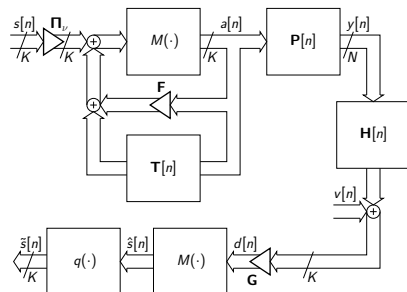 s[n]
Π_ν
K
K
M(·)
a[n]
K
P[n]
y[n]
N
F
T[n]
H[n]
v[n]
s̃[n]
K
q(·)
ŝ[n]
K
M(·)
d[n]
G
K